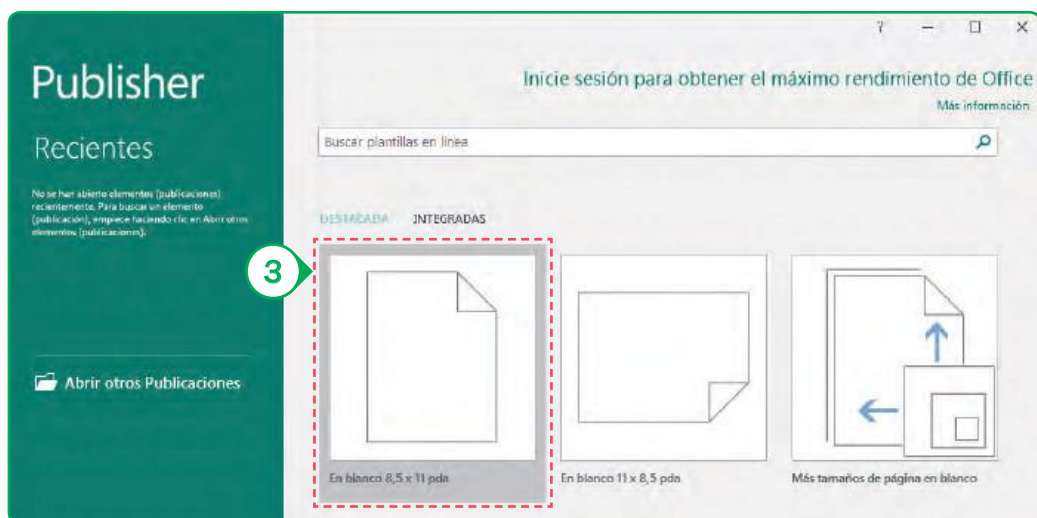 ?
Publisher
Inicie sesión para obtener el máximo rendimiento de Office
Más información
Recientes
Buscar plantillas en línea
No se han abierto elementos (publicaciones)
recientemente. Para buscar un elemento
(publicación), empiece haciendo clic en Abrir otros
elementos (publicaciones).
DESTACADA INTEGRADAS
3
Abrir otros Publicaciones
En blanco 8,5 x 11 pda
En blanco 11 x 8,5 pda
Más tamaños de página en blanco